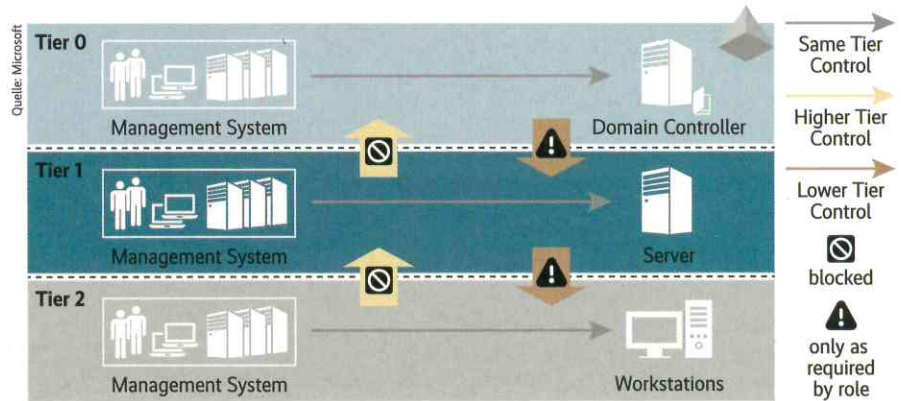 Quelle: Microsoft
Tier 0
Management System
Domain Controller
Tier 1
Management System
Server
Tier 2
Management System
Workstations
Same Tier
Control
Higher Tier
Control
Lower Tier
Control
blocked
only as
required
by role